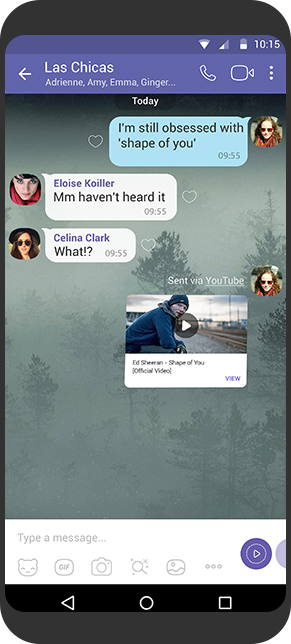 10:15
Las Chicas
Adrienne, Amy, Emma, Ginger...
Today
I'm still obsessed with
'shape of you'
09:55
Eloise Koiller
Mm haven't heard it
09:55
Celina Clark
What!? 09:55
Sent via YouTube
Ed Sheeran - Shape of You
[Official Video]
VIEW
Type a message...
GIF